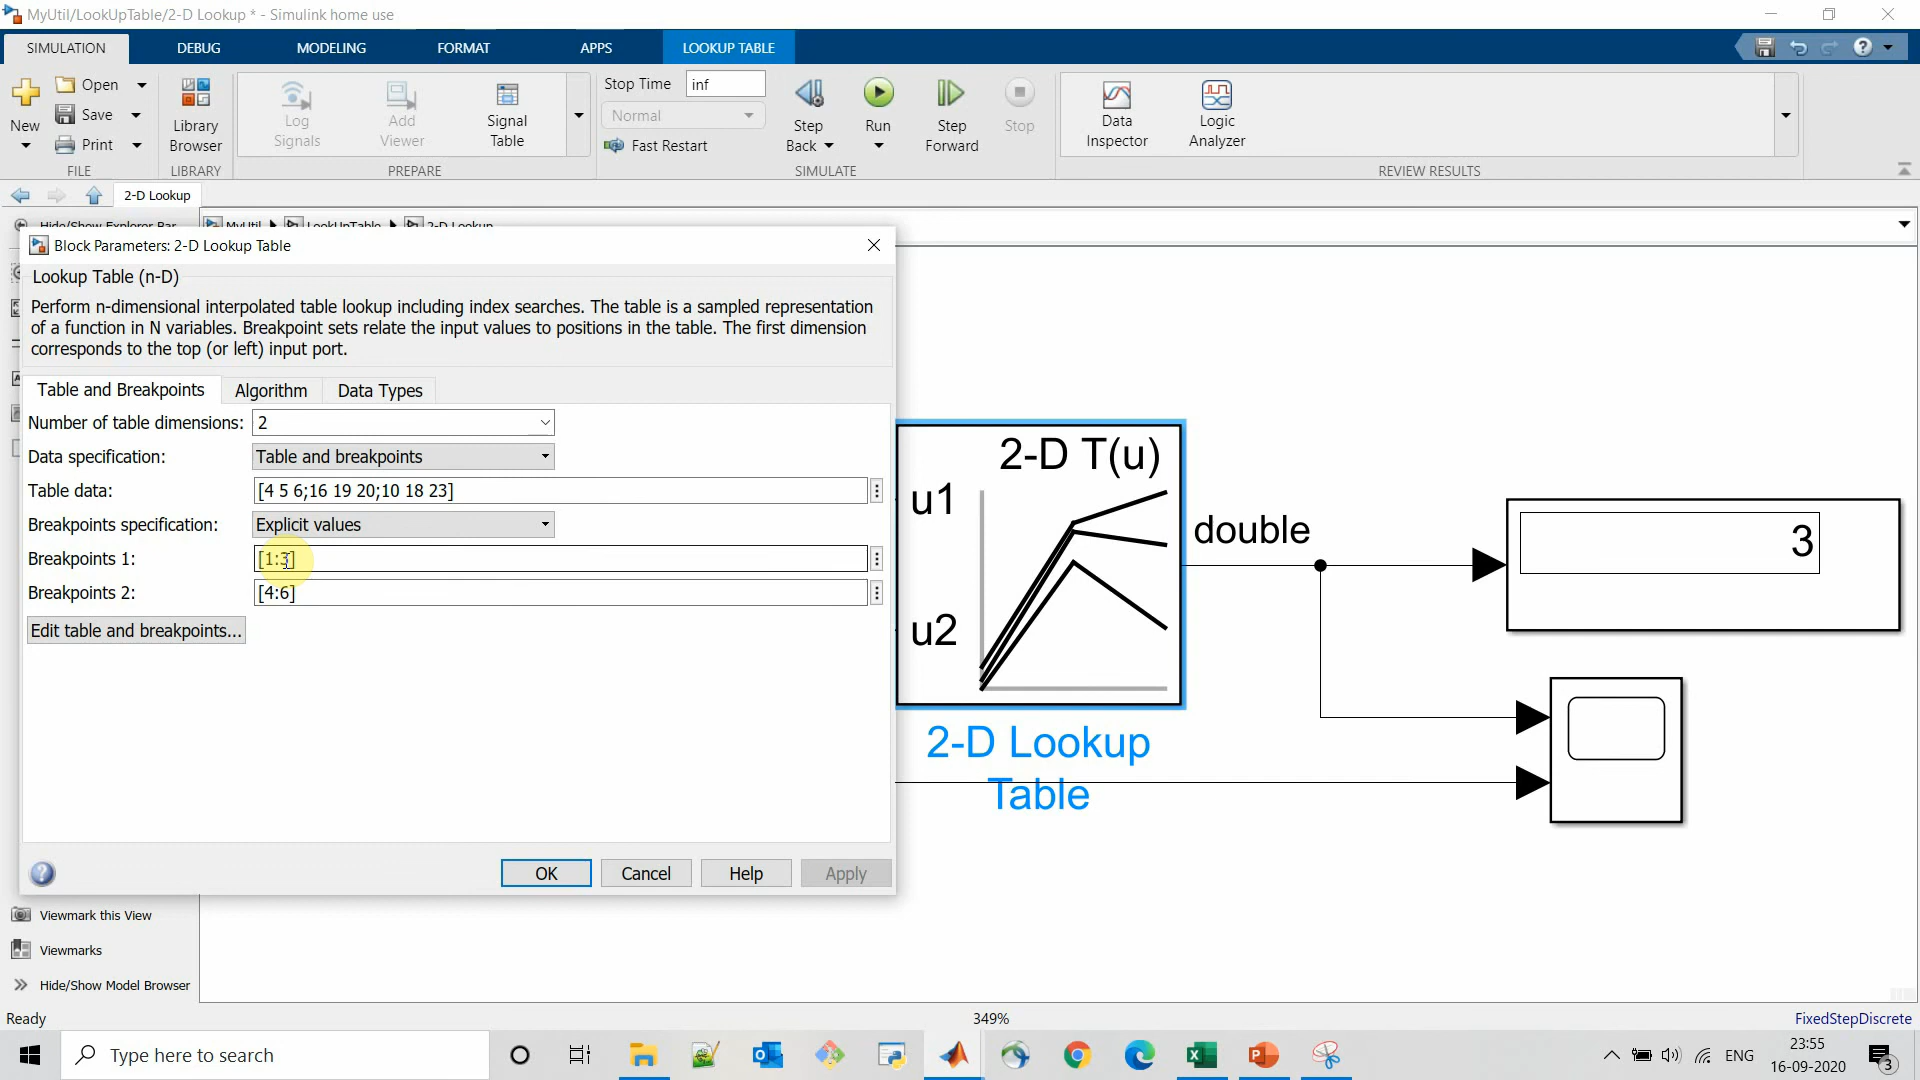 MyUtil/LookUpTable/2-D Lookup * - Simulink home use
SIMULATION DEBUG MODELING FORMAT APPS LOOKUP TABLE
New
Open
Save
Print
FILE
Library Browser
LIBRARY
Log Signals
Add Viewer
Signal Table
PREPARE
Stop Time inf
Normal
Fast Restart
Step Back
Run
Step Forward
Stop
SIMULATE
Data Inspector
Logic Analyzer
REVIEW RESULTS
2-D Lookup
Hide/Show Explorer Bar
MyUtil LookUpTable 2-D Lookup
Block Parameters: 2-D Lookup Table
Lookup Table (n-D)
Perform n-dimensional interpolated table lookup including index searches. The table is a sampled representation
of a function in N variables. Breakpoint sets relate the input values to positions in the table. The first dimension
corresponds to the top (or left) input port.
Table and Breakpoints Algorithm Data Types
Number of table dimensions: 2
Data specification: Table and breakpoints
Table data: [4 5 6;16 19 20;10 18 23]
Breakpoints specification: Explicit values
Breakpoints 1: [1:3]
Breakpoints 2: [4:6]
Edit table and breakpoints...
OK Cancel Help Apply
2-D T(u)
u1
u2
double
3
2-D Lookup
Table
Viewmark this View
Viewmarks
Hide/Show Model Browser
Ready 349% FixedStepDiscrete
Type here to search
ENG
23:55
16-09-2020
3